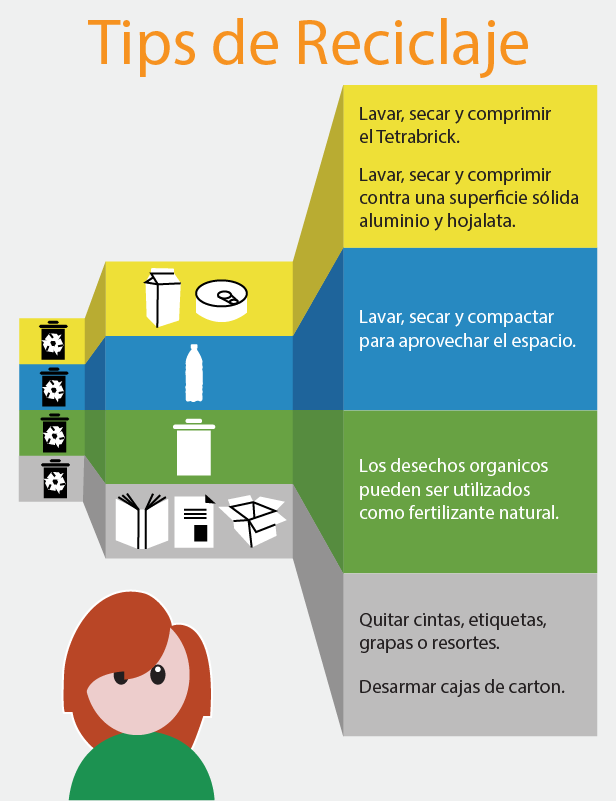 Tips de Reciclaje
Lavar, secar y comprimir
el Tetrabrick.
Lavar, secar y comprimir
contra una superficie sólida
aluminio y hojalata.
Lavar, secar y compactar
para aprovechar el espacio.
Los desechos organicos
pueden ser utilizados
como fertilizante natural.
Quitar cintas, etiquetas,
grapas o resortes.
Desarmar cajas de carton.